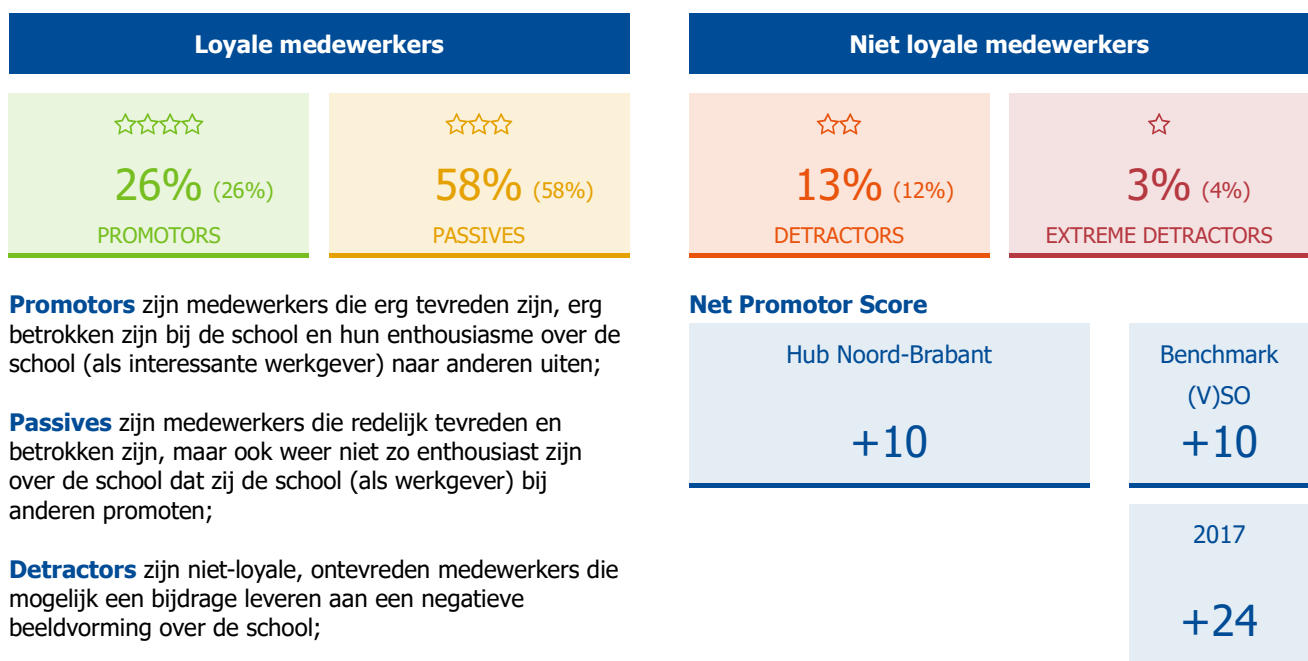 Loyale medewerkers
26% (26%)
PROMOTORS
58% (58%)
PASSIVES
Promotors zijn medewerkers die erg tevreden zijn, erg
betrokken zijn bij de school en hun enthousiasme over de
school (als interessante werkgever) naar anderen uiten;
Passives zijn medewerkers die redelijk tevreden en
betrokken zijn, maar ook weer niet zo enthousiast zijn
over de school dat zij de school (als werkgever) bij
anderen promoten;
Detractors zijn niet-loyale, ontevreden medewerkers die
mogelijk een bijdrage leveren aan een negatieve
beeldvorming over de school;
Niet loyale medewerkers
13% (12%)
DETRACTORS
3% (4%)
EXTREME DETRACTORS
Net Promotor Score
Hub Noord-Brabant
+10
Benchmark
(V)SO
+10
2017
+24